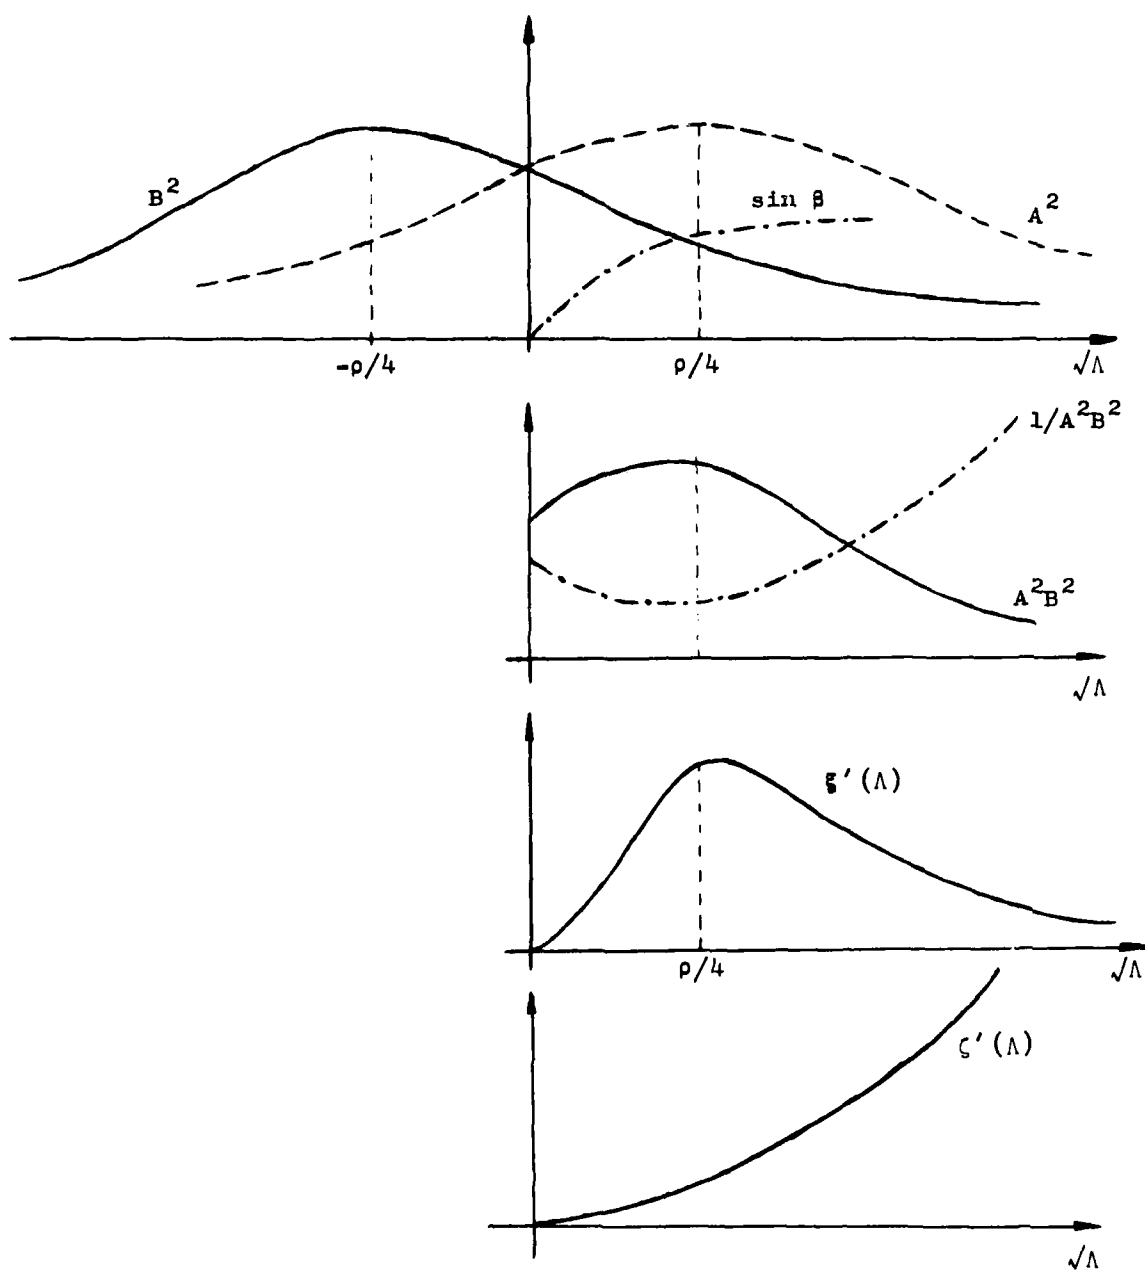 B²
sin β
A²
-ρ/4
ρ/4
√Λ
1/A²B²
A²B²
√Λ
ξ′(Λ)
ρ/4
√Λ
ζ′(Λ)
√Λ